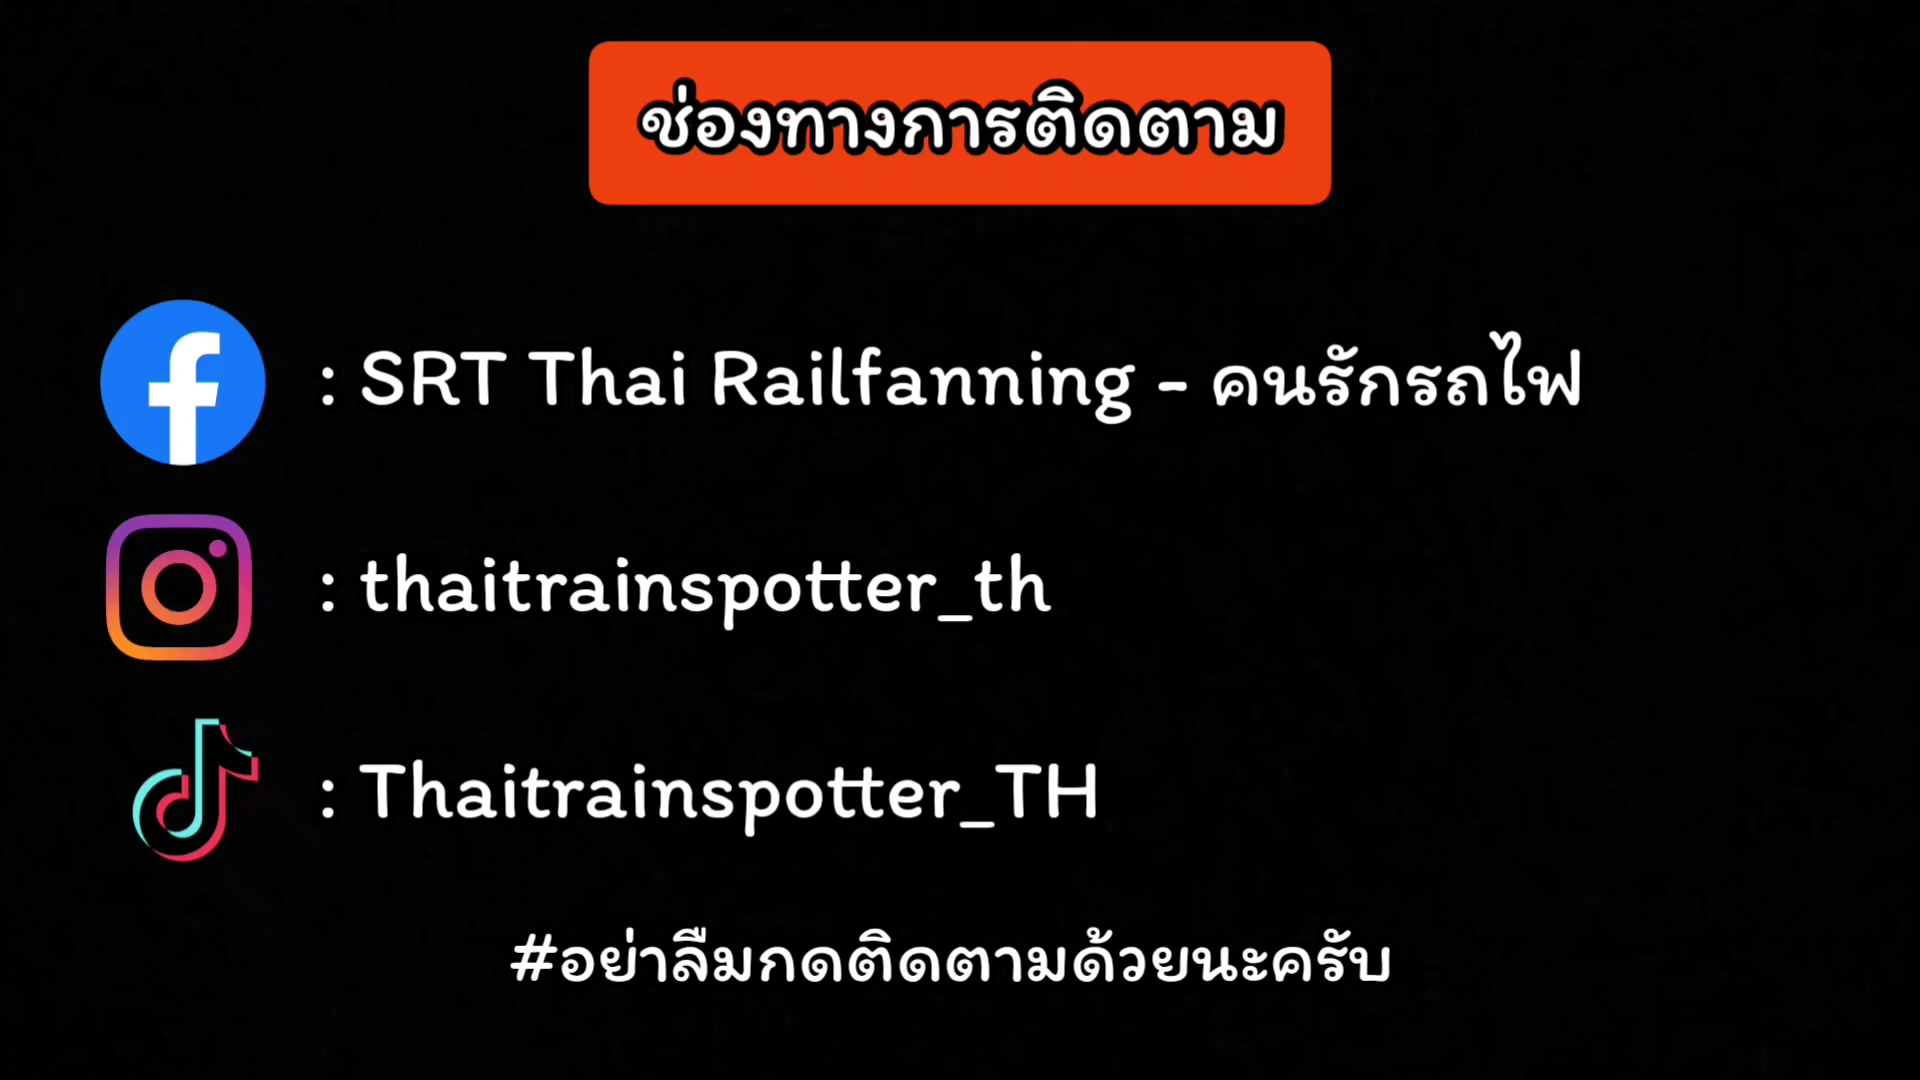 ช่องทางการติดตาม
: SRT Thai Railfanning - คนรักรถไฟ
: thaitrainspotter_th
: Thaitrainspotter_TH
#อย่าลืมกดติดตามด้วยนะครับ